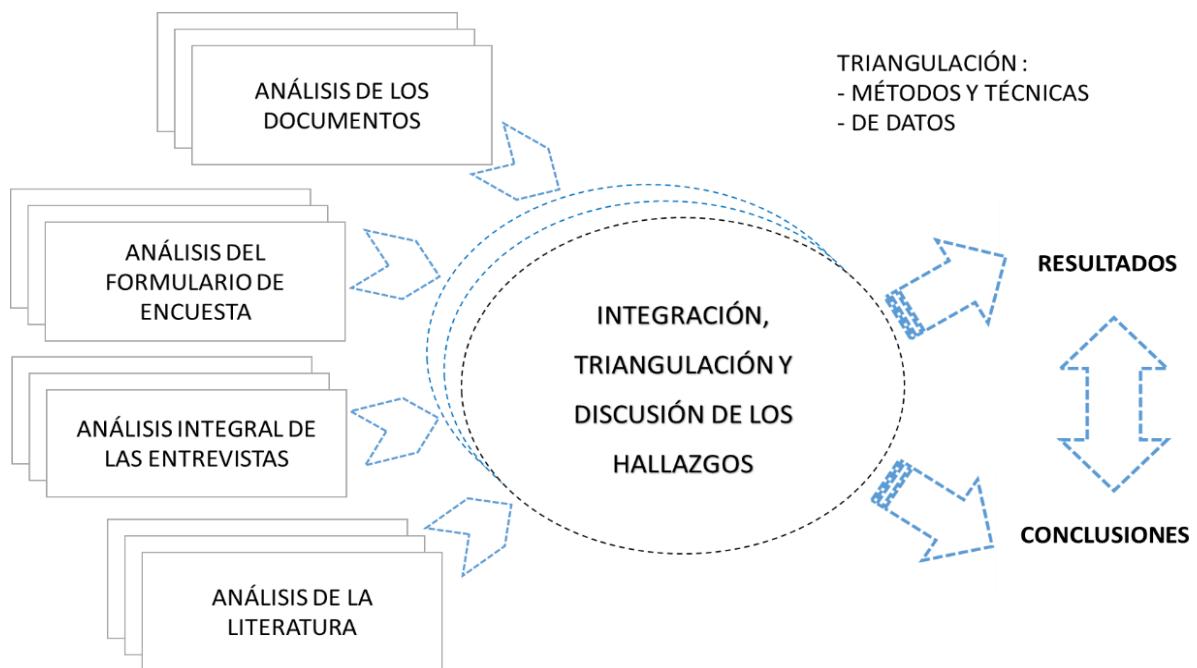 ANÁLISIS DE LOS
DOCUMENTOS
TRIANGULACIÓN :
- MÉTODOS Y TÉCNICAS
- DE DATOS
ANÁLISIS DEL
FORMULARIO DE
ENCUESTA
ANÁLISIS INTEGRAL DE
LAS ENTREVISTAS
ANÁLISIS DE LA
LITERATURA
INTEGRACIÓN,
TRIANGULACIÓN Y
DISCUSIÓN DE LOS
HALLAZGOS
RESULTADOS
CONCLUSIONES